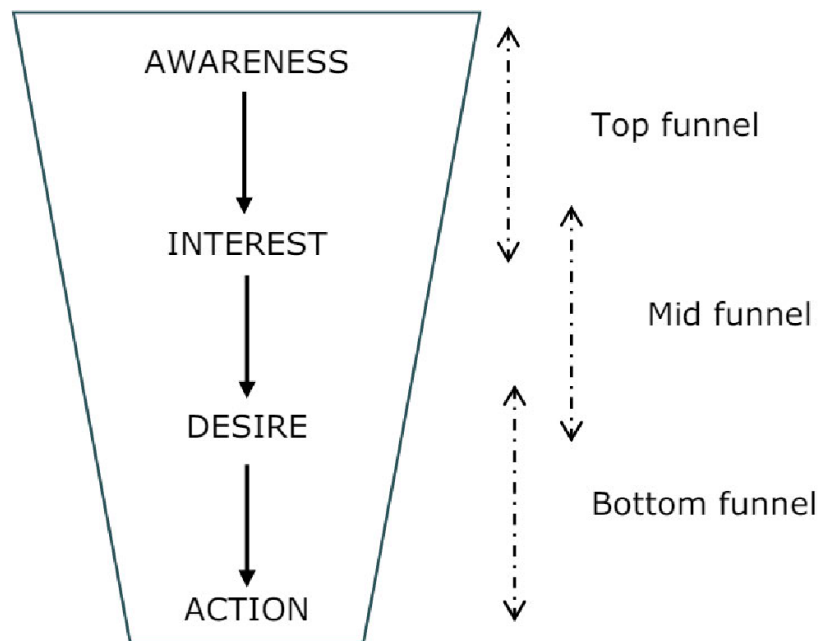 AWARENESS
Top funnel
INTEREST
Mid funnel
DESIRE
Bottom funnel
ACTION